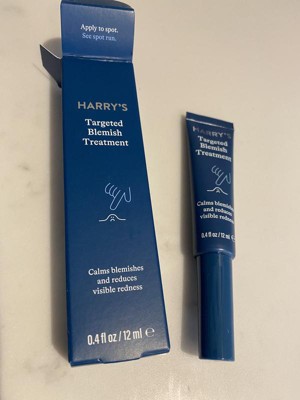 Apply to spot.
See spot run.
HARRY'S
Targeted
Blemish
Treatment
Calms blemishes
and reduces
visible redness
0.4 fl oz / 12 ml ℮
HARRY'S
Targeted
Blemish
Treatment
Calms blemishes
and reduces
visible redness
0.4 fl oz / 12 ml ℮